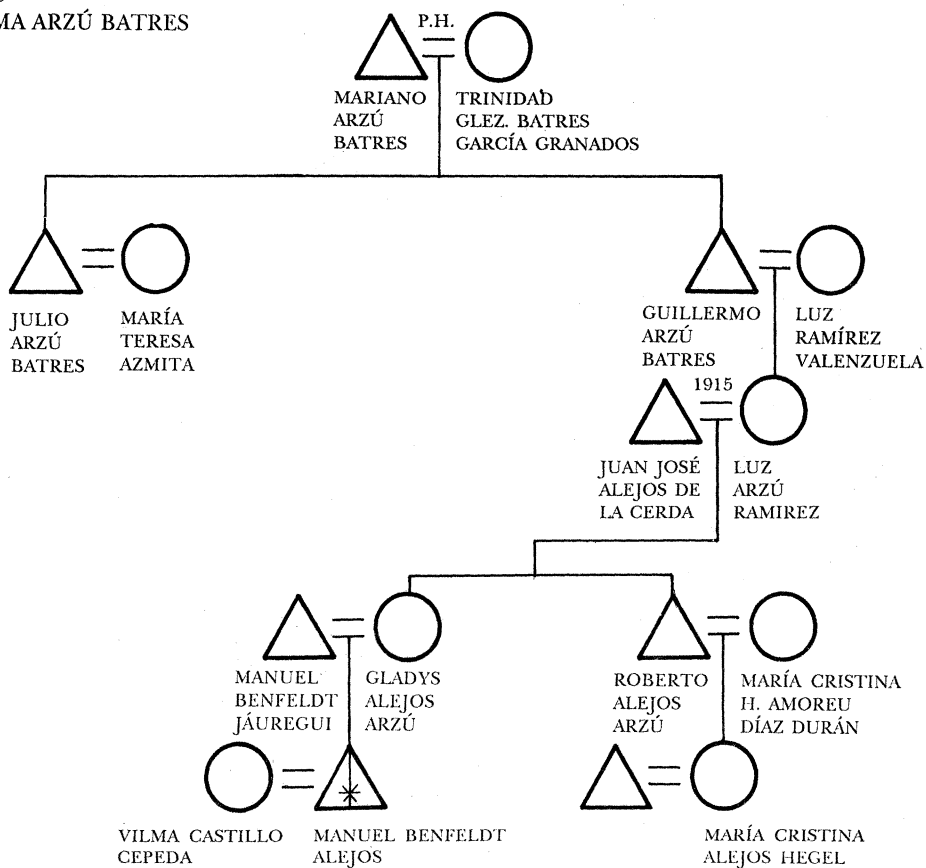 MA ARZÚ BATRES
P.H.
MARIANO
ARZÚ
BATRES
TRINIDAD
GLEZ. BATRES
GARCÍA GRANADOS
JULIO
ARZÚ
BATRES
MARÍA
TERESA
AZMITA
GUILLERMO
ARZÚ
BATRES
LUZ
RAMÍREZ
VALENZUELA
1915
JUAN JOSÉ
ALEJOS DE
LA CERDA
LUZ
ARZÚ
RAMIREZ
MANUEL
BENFELDT
JÁUREGUI
GLADYS
ALEJOS
ARZÚ
ROBERTO
ALEJOS
ARZÚ
MARÍA CRISTINA
H. AMOREU
DÍAZ DURÁN
VILMA CASTILLO
CEPEDA
MANUEL BENFELDT
ALEJOS
MARÍA CRISTINA
ALEJOS HEGEL